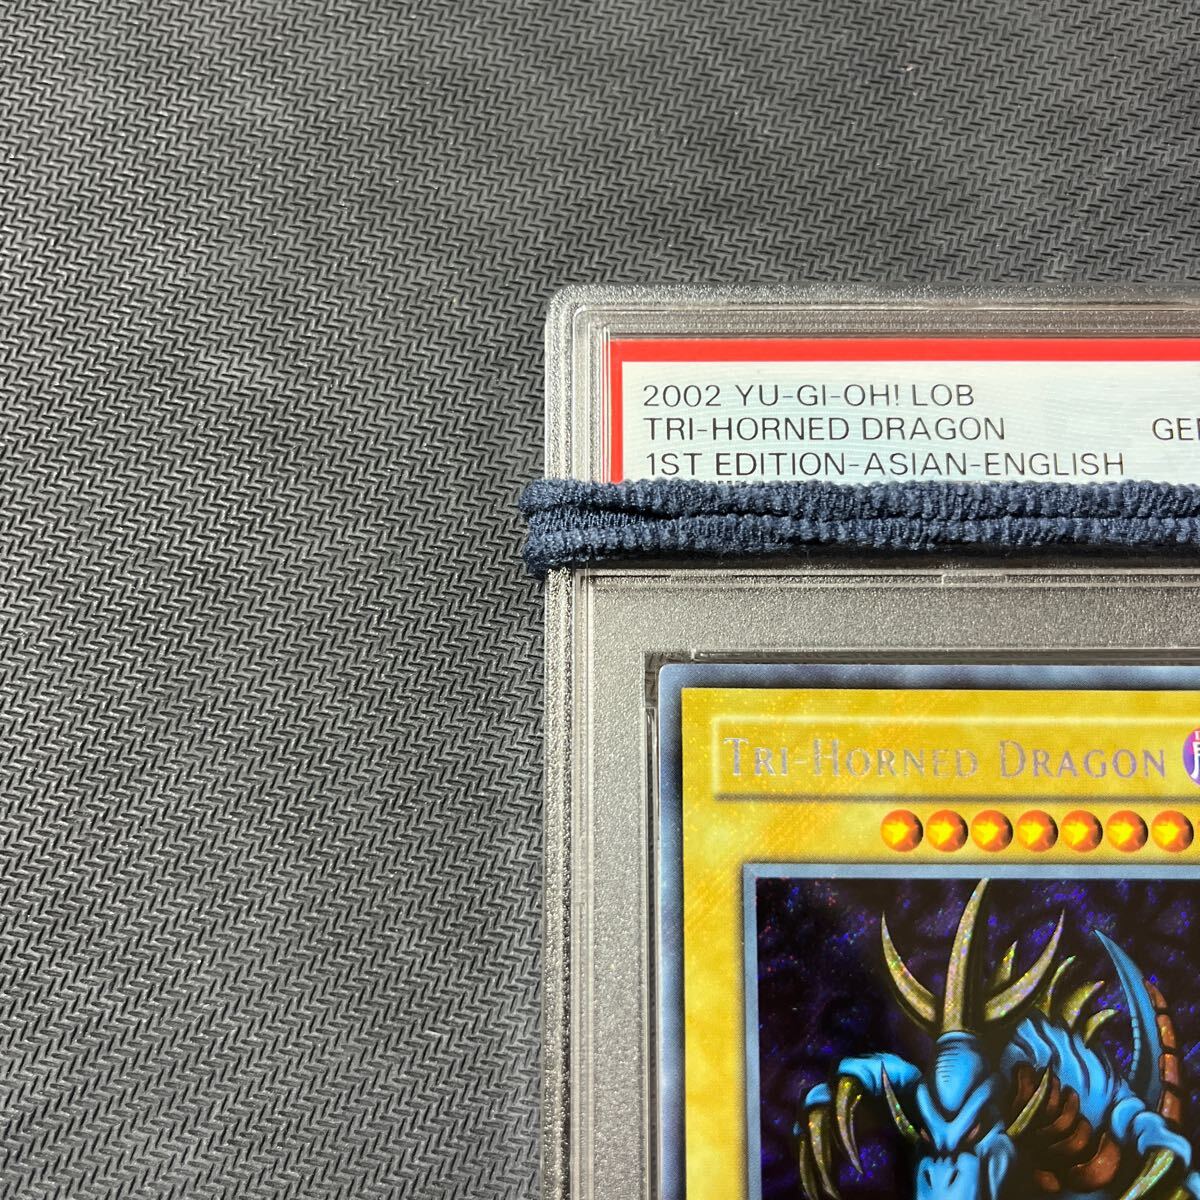 2002 YU-GI-OH! LOB
TRI-HORNED DRAGON
1ST EDITION-ASIAN-ENGLISH
TRI-HORNED DRAGON